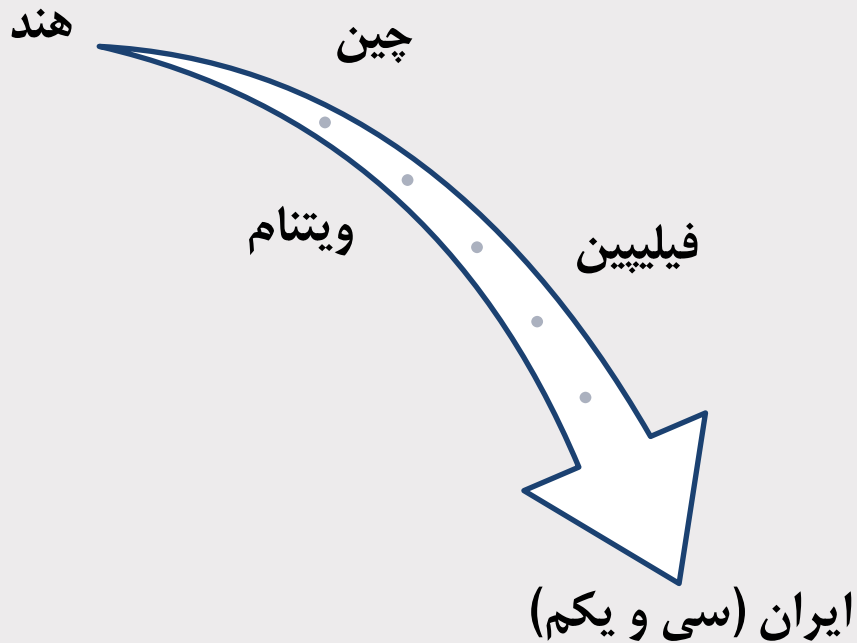 هند
چین
ویتنام
فیلیپین
ایران (سی و یکم)